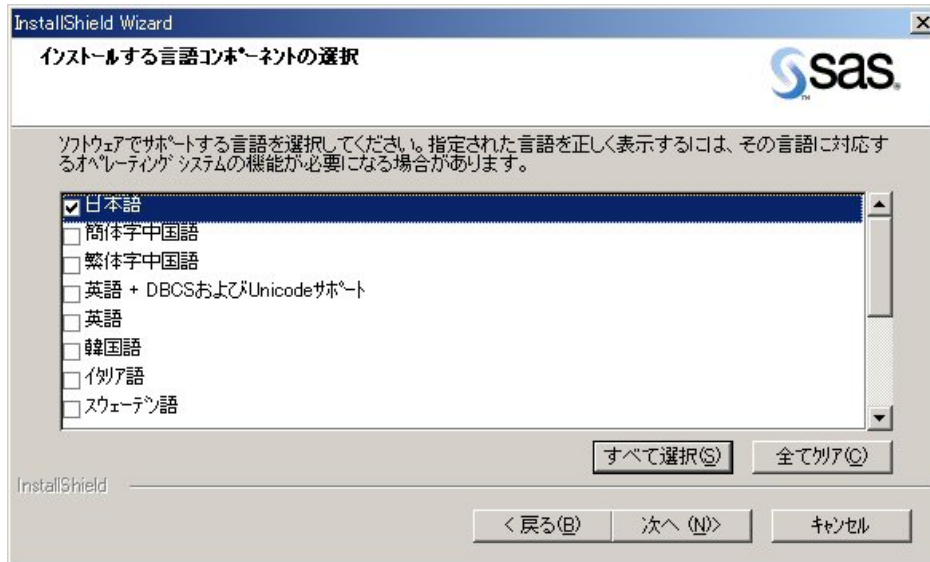 InstallShield Wizard
インストールする言語コンポーネントの選択
sas.
TM
ソフトウェアでサポートする言語を選択してください。指定された言語を正しく表示するには、その言語に対応す
るオペレーティング システムの機能が必要になる場合があります。
日本語
簡体字中国語
繁体字中国語
英語 + DBCSおよびUnicodeサポート
英語
韓国語
イタリア語
スウェーデン語
すべて選択(S)
全てクリア(C)
InstallShield
< 戻る(B)
次へ (N)>
キャンセル